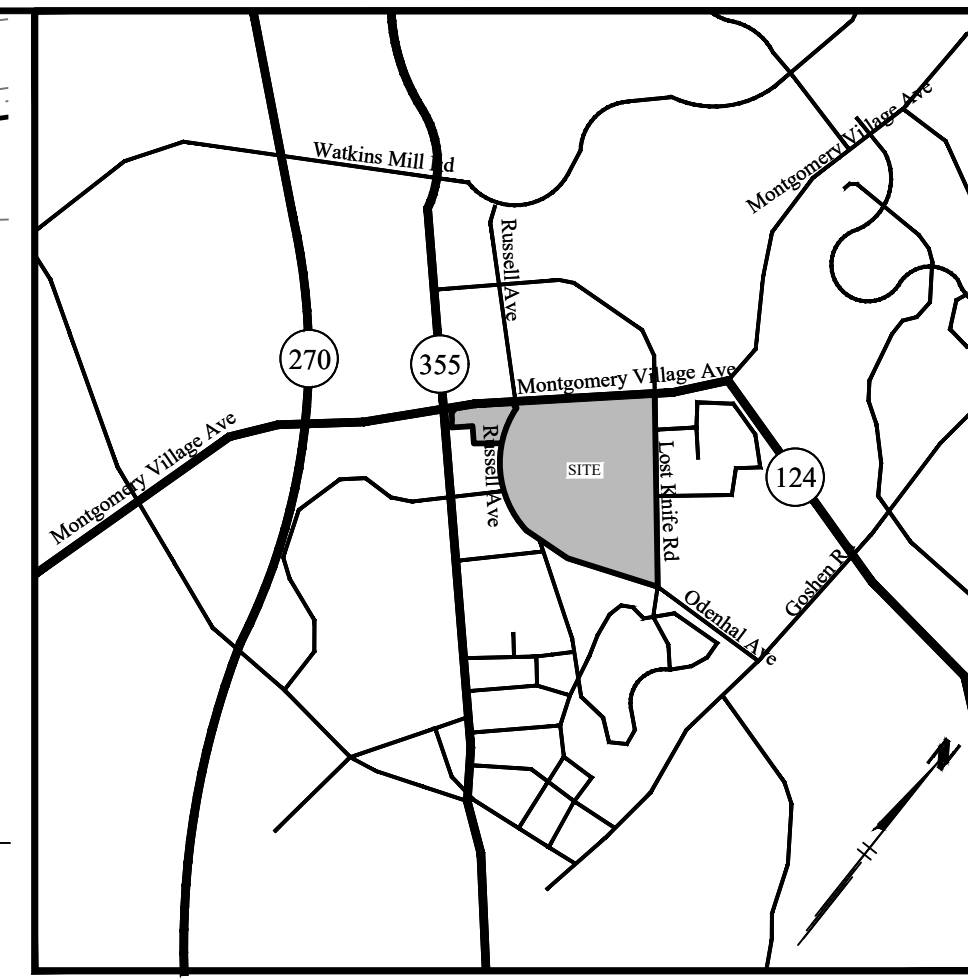 Watkins Mill Rd
Montgomery Village Ave
Russell Ave
270
355
Montgomery Village Ave
Montgomery Village Ave
Russell Ave
SITE
Lost Knife Rd
124
Goshen Rd
Odenhal Ave
N